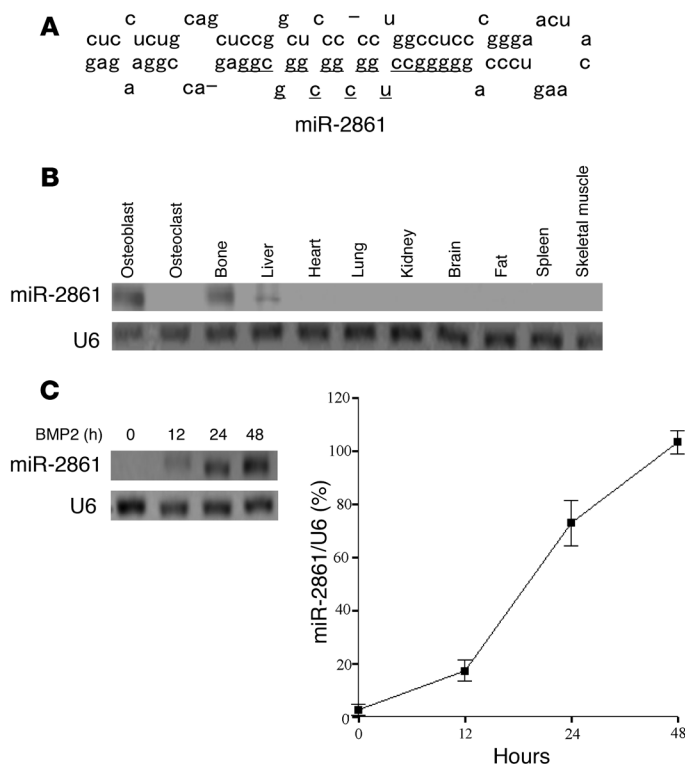 A
c cag g c – u c acu
cuc ucug cuccg cu cc cc ggccucc ggga a
gag aggc gaggc gg gg gg ccggggg cccu c
a ca– g c c u a gaa
miR-2861
B
Osteoblast Osteoclast Bone Liver Heart Lung Kidney Brain Fat Spleen Skeletal muscle
miR-2861
U6
C
BMP2 (h) 0 12 24 48
miR-2861
U6
miR-2861/U6 (%)
120
100
80
60
40
20
0
0 12 24 48
Hours